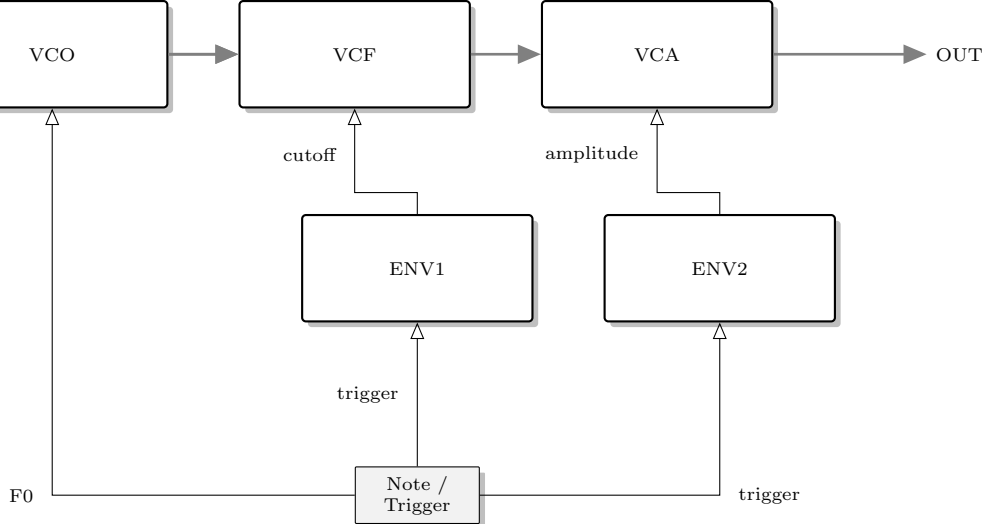 VCO
VCF
VCA
OUT
cutoff
amplitude
ENV1
ENV2
trigger
F0
Note /
Trigger
trigger